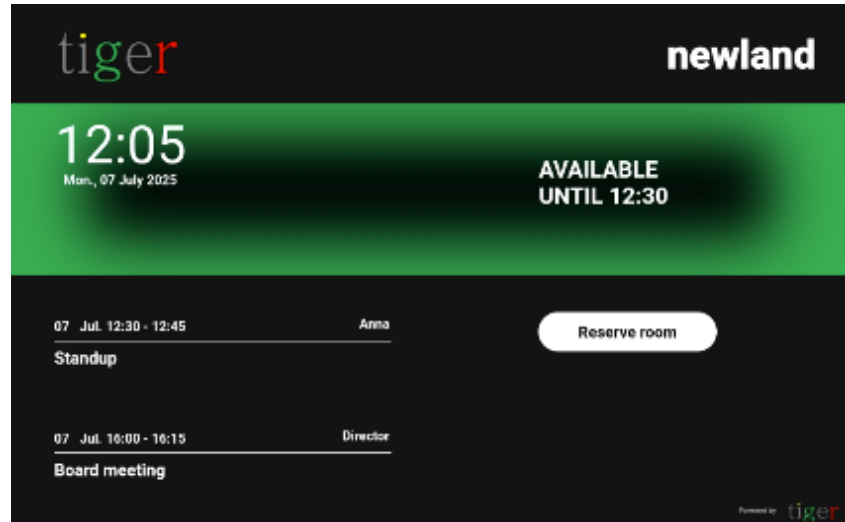 tiger
newland
12:05
Mon., 07 July 2025
AVAILABLE
UNTIL 12:30
07 Jul. 12:30 - 12:45 Anna
Standup
Reserve room
07 Jul. 16:00 - 16:15 Director
Board meeting
Powered by tiger